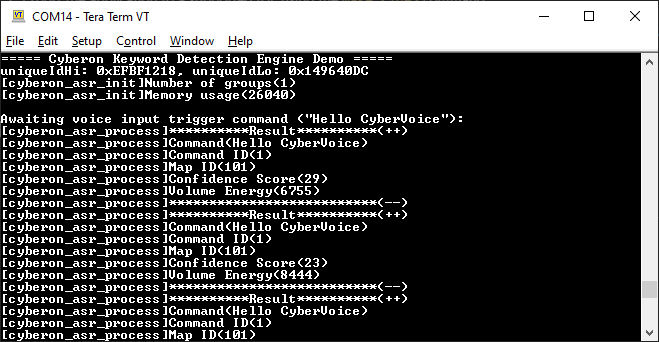 COM14 - Tera Term VT
File Edit Setup Control Window Help
===== Cyberon Keyword Detection Engine Demo =====
uniqueIdHi: 0xEFBF1218, uniqueIdLo: 0x149640DC
[cyberon_asr_init]Number of groups(1)
[cyberon_asr_init]Memory usage(26040)
Awaiting voice input trigger command ("Hello CyberVoice"):
[cyberon_asr_process]**********Result**********(++)
[cyberon_asr_process]Command(Hello CyberVoice)
[cyberon_asr_process]Command ID(1)
[cyberon_asr_process]Map ID(101)
[cyberon_asr_process]Confidence Score(29)
[cyberon_asr_process]Volume Energy(6755)
[cyberon_asr_process]**************************(--)
[cyberon_asr_process]**********Result**********(++)
[cyberon_asr_process]Command(Hello CyberVoice)
[cyberon_asr_process]Command ID(1)
[cyberon_asr_process]Map ID(101)
[cyberon_asr_process]Confidence Score(23)
[cyberon_asr_process]Volume Energy(8444)
[cyberon_asr_process]**************************(--)
[cyberon_asr_process]**********Result**********(++)
[cyberon_asr_process]Command(Hello CyberVoice)
[cyberon_asr_process]Command ID(1)
[cyberon_asr_process]Map ID(101)